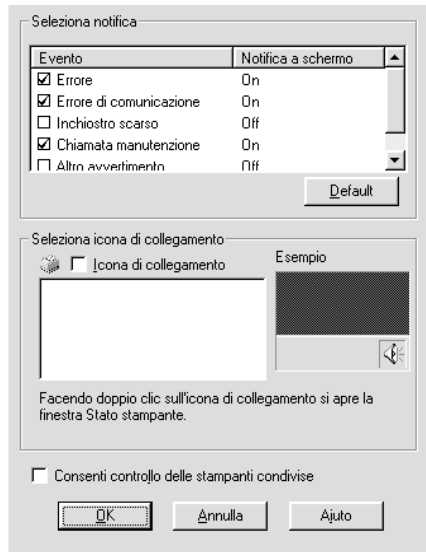 Seleziona notifica
Evento Notifica a schermo
Errore On
Errore di comunicazione On
Inchiostro scarso Off
Chiamata manutenzione On
Altro avvertimento Off
Default
Seleziona icona di collegamento
Icona di collegamento
Esempio
Facendo doppio clic sull'icona di collegamento si apre la
finestra Stato stampante.
Consenti controllo delle stampanti condivise
OK Annulla Aiuto